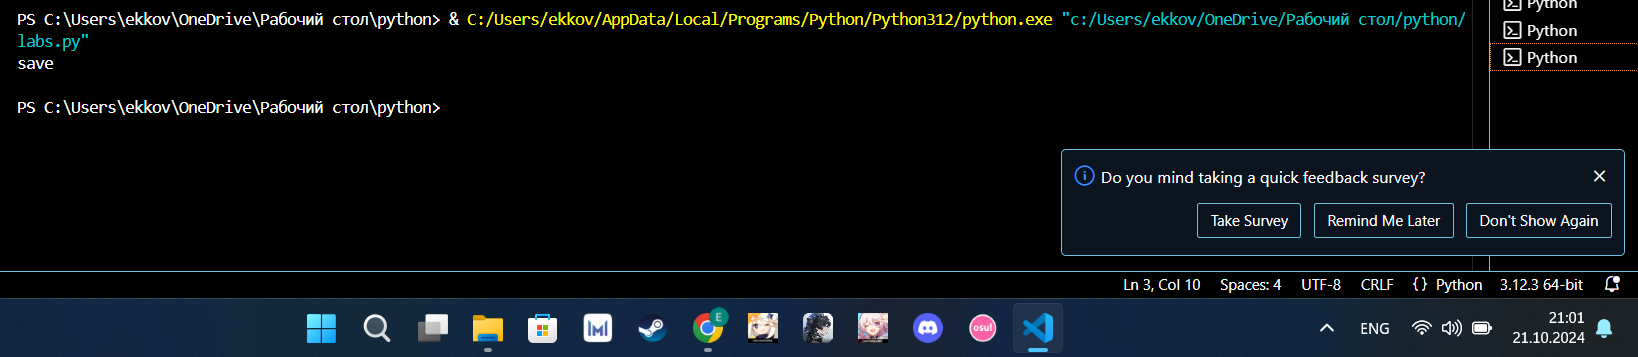 PS C:\Users\ekkov\OneDrive\Рабочий стол\python> & C:/Users/ekkov/AppData/Local/Programs/Python/Python312/python.exe "c:/Users/ekkov/OneDrive/Рабочий стол/python/
labs.py"
save
PS C:\Users\ekkov\OneDrive\Рабочий стол\python>
Python
Python
Python
Do you mind taking a quick feedback survey?
Take Survey Remind Me Later Don't Show Again
Ln 3, Col 10 Spaces: 4 UTF-8 CRLF {} Python 3.12.3 64-bit
E
osu!
ENG
21:01
21.10.2024